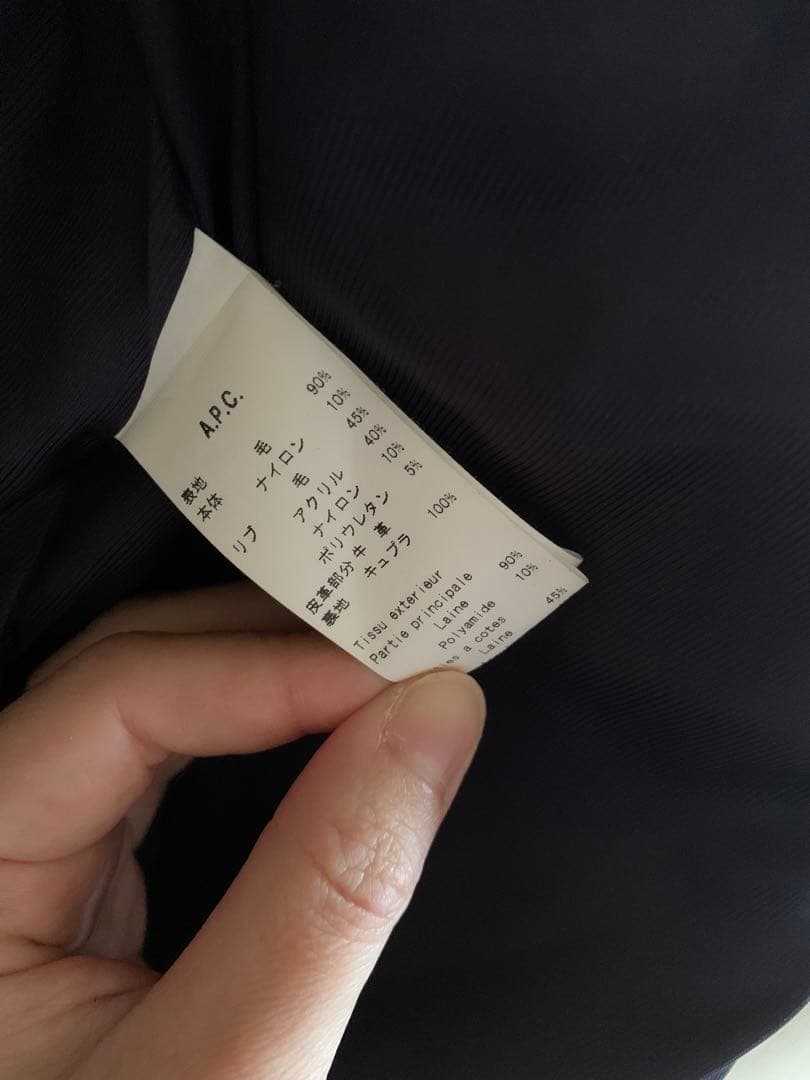 A.P.C.
表地
本体 毛 90%
ナイロン 10%
リブ 毛 45%
アクリル 40%
ナイロン 10%
ポリウレタン 5%
皮革部分 牛 革
裏地 キュプラ 100%
Tissu exterieur
Partie principale
Laine 90%
Polyamide 10%
es a cotes
Laine 45%